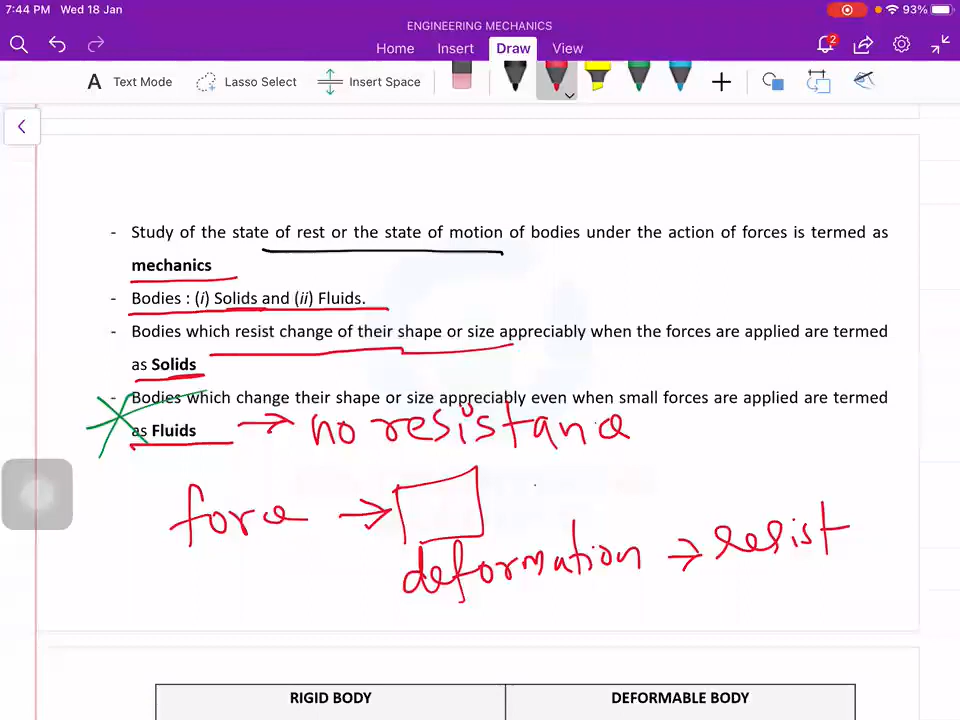 7:44 PM Wed 18 Jan
93%
ENGINEERING MECHANICS
Home Insert Draw View
2
A Text Mode Lasso Select Insert Space
- Study of the state of rest or the state of motion of bodies under the action of forces is termed as
mechanics
- Bodies : (i) Solids and (ii) Fluids.
- Bodies which resist change of their shape or size appreciably when the forces are applied are termed
as Solids
- Bodies which change their shape or size appreciably even when small forces are applied are termed
as Fluids → no resistance
force →
deformation → resist
RIGID BODY DEFORMABLE BODY